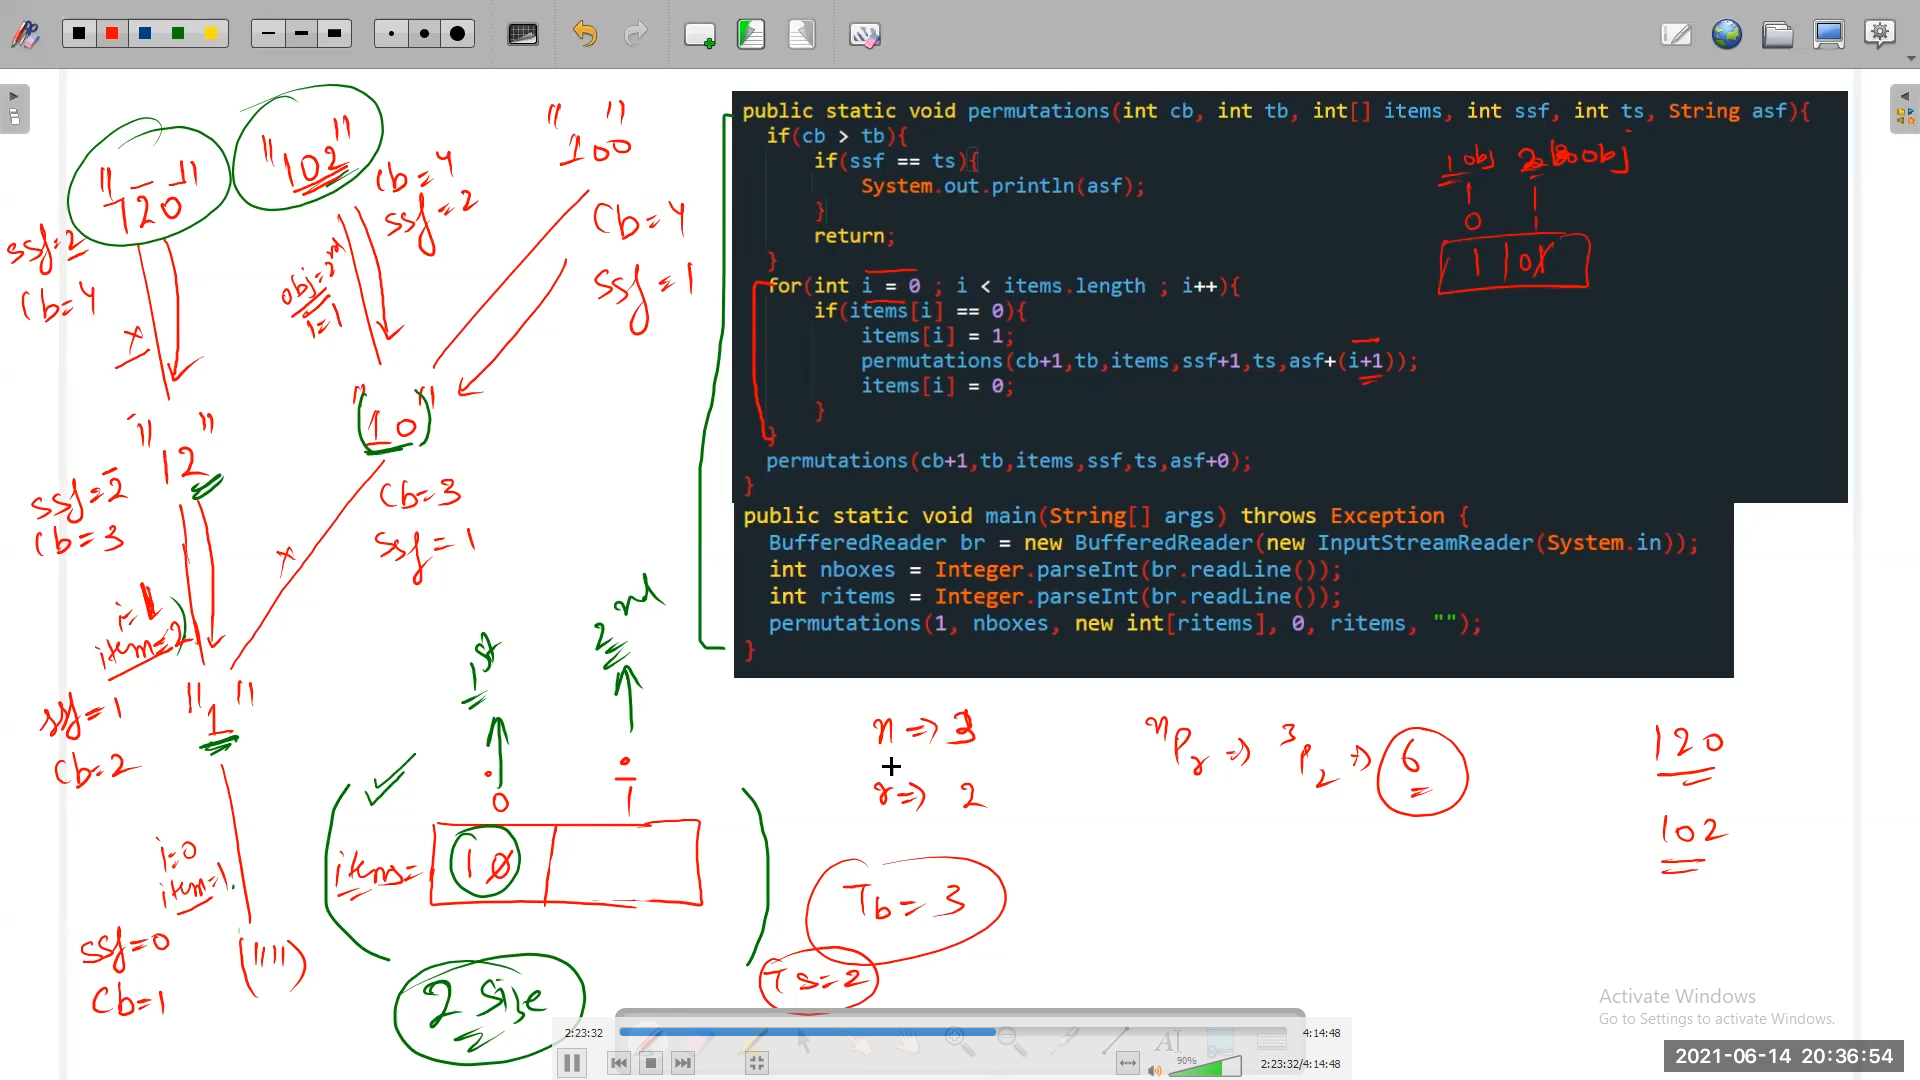 "120"
"102"
"100"
ssf=2
cb=4
cb=4
ssf=2
cb=4
ssf=1
obj=2nd
i=1
x
"12"
ssf=2
cb=3
"10"
cb=3
ssf=1
x
i=1
item=2
"1"
ssf=1
cb=2
i=0
item=1
ssf=0
cb=1
""
1st
2nd
0
1
items=
1 0
2 size
public static void permutations(int cb, int tb, int[] items, int ssf, int ts, String asf){
if(cb > tb){
if(ssf == ts){
System.out.println(asf);
}
return;
}
for(int i = 0 ; i < items.length ; i++){
if(items[i] == 0){
items[i] = 1;
permutations(cb+1,tb,items,ssf+1,ts,asf+(i+1));
items[i] = 0;
}
}
permutations(cb+1,tb,items,ssf,ts,asf+0);
}
public static void main(String[] args) throws Exception {
BufferedReader br = new BufferedReader(new InputStreamReader(System.in));
int nboxes = Integer.parseInt(br.readLine());
int ritems = Integer.parseInt(br.readLine());
permutations(1, nboxes, new int[ritems], 0, ritems, "");
}
1 obj
obj
0
1
n => 3
r => 2
nPr => 3P2 => 6
120
102
Tb = 3
Ts=2
Activate Windows
Go to Settings to activate Windows.
2:23:32
4:14:48
90%
2:23:32/4:14:48
2021-06-14 20:36:54